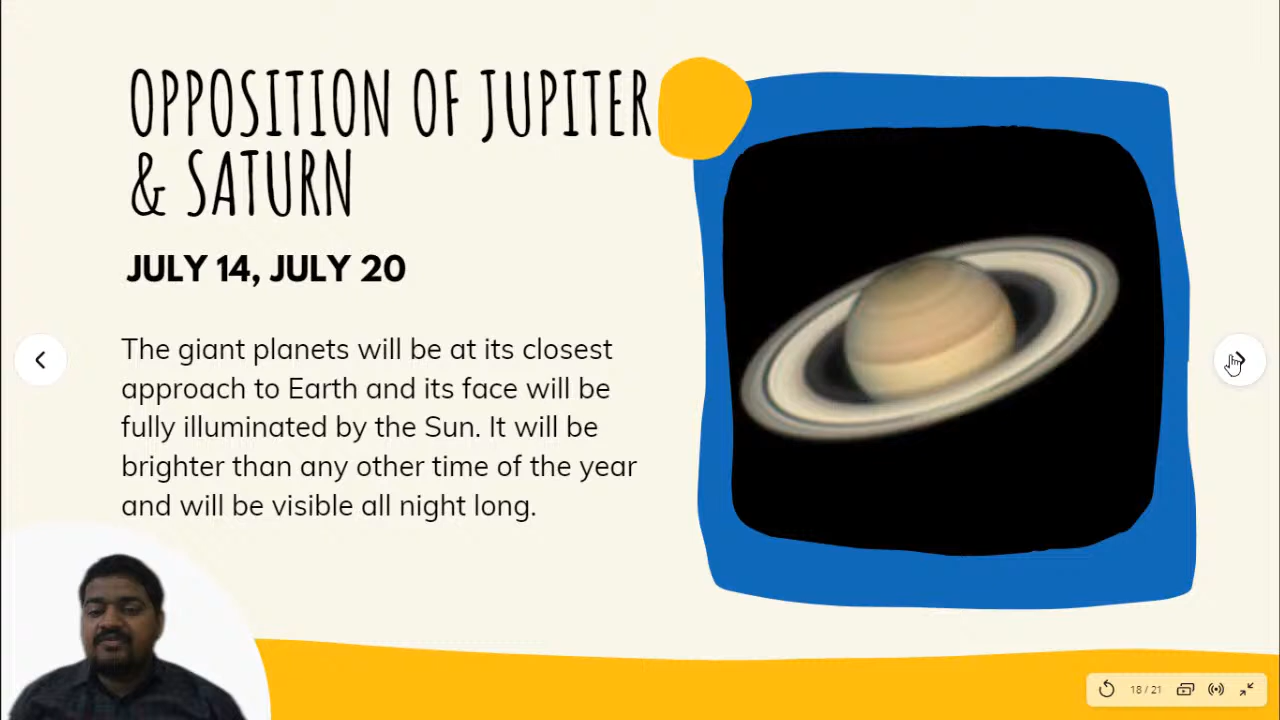 OPPOSITION OF JUPITER
& SATURN
JULY 14, JULY 20
The giant planets will be at its closest
approach to Earth and its face will be
fully illuminated by the Sun. It will be
brighter than any other time of the year
and will be visible all night long.
18 / 21